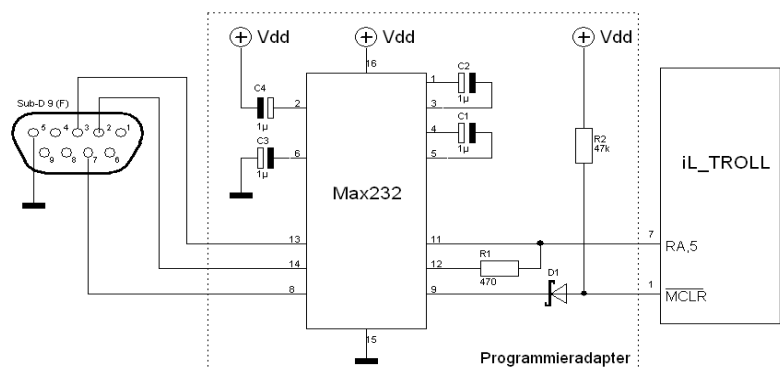 Vdd
Vdd
Vdd
Sub-D 9 (F)
5
4
3
2
1
9
8
7
6
C4
1µ
C3
1µ
16
2
6
1
3
4
5
C2
1µ
C1
1µ
Max232
13
14
8
11
12
9
15
R1
470
D1
R2
47k
iL_TROLL
7
RA,5
1
MCLR
Programmieradapter